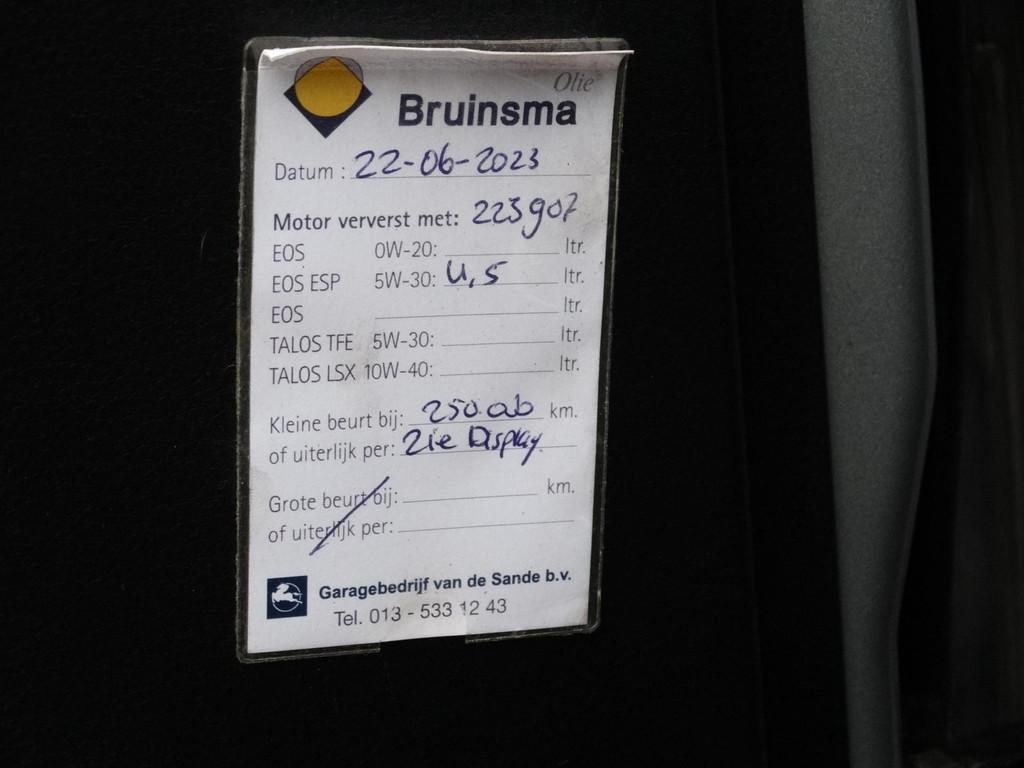 Olie
Bruinsma
Datum : 22-06-2023
Motor ververst met: 223907
EOS 0W-20: ltr.
EOS ESP 5W-30: 4,5 ltr.
EOS ltr.
TALOS TFE 5W-30: ltr.
TALOS LSX 10W-40: ltr.
Kleine beurt bij: km.
of uiterlijk per: Zie Display
Grote beurt bij: km.
of uiterlijk per:
Garagebedrijf van de Sande b.v.
Tel. 013 - 533 12 43